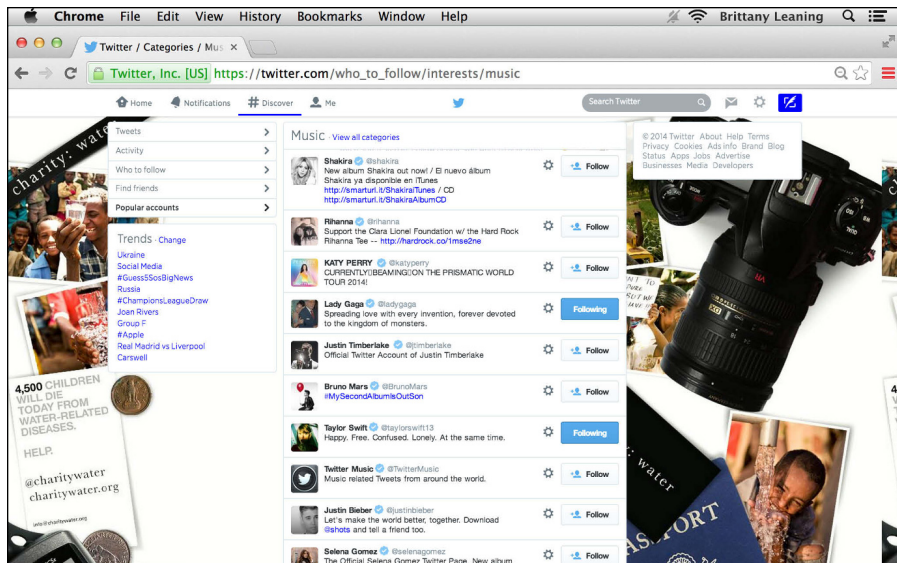 Chrome File Edit View History Bookmarks Window Help Brittany Leaning
Twitter / Categories / Mus
Twitter, Inc. [US] https://twitter.com/who_to_follow/interests/music
Home Notifications # Discover Me Search Twitter
Tweets
Activity
Who to follow
Find friends
Popular accounts
Trends · Change
Ukraine
Social Media
#Guess5SosBigNews
Russia
#ChampionsLeagueDraw
Joan Rivers
Group F
#Apple
Real Madrid vs Liverpool
Carswell
Music · View all categories
Shakira @shakira
New album Shakira out now! / El nuevo álbum
Shakira ya disponible en iTunes
http://smarturl.it/ShakiraiTunes / CD
http://smarturl.it/ShakiraAlbumCD
Follow
Rihanna @rihanna
Support the Clara Lionel Foundation w/ the Hard Rock
Rihanna Tee -- http://hardrock.co/1mse2ne
Follow
KATY PERRY @katyperry
CURRENTLY▯BEAMING▯ON THE PRISMATIC WORLD
TOUR 2014!
Follow
Lady Gaga @ladygaga
Spreading love with every invention, forever devoted
to the kingdom of monsters.
Following
Justin Timberlake @jtimberlake
Official Twitter Account of Justin Timberlake
Follow
Bruno Mars @BrunoMars
#MySecondAlbumIsOutSon
Follow
Taylor Swift @taylorswift13
Happy. Free. Confused. Lonely. At the same time.
Following
Twitter Music @TwitterMusic
Music related Tweets from around the world.
Follow
Justin Bieber @justinbieber
Let's make the world better, together. Download
@shots and tell a friend too.
Follow
Selena Gomez @selenagomez
The Official Selena Gomez Twitter Page. New album
Follow
© 2014 Twitter About Help Terms
Privacy Cookies Ads info Brand Blog
Status Apps Jobs Advertise
Businesses Media Developers
charity: water
4,500 CHILDREN
WILL DIE
TODAY FROM
WATER-RELATED
DISEASES.
HELP.
@charitywater
charitywater.org
info@charitywater.org
: water
PORT